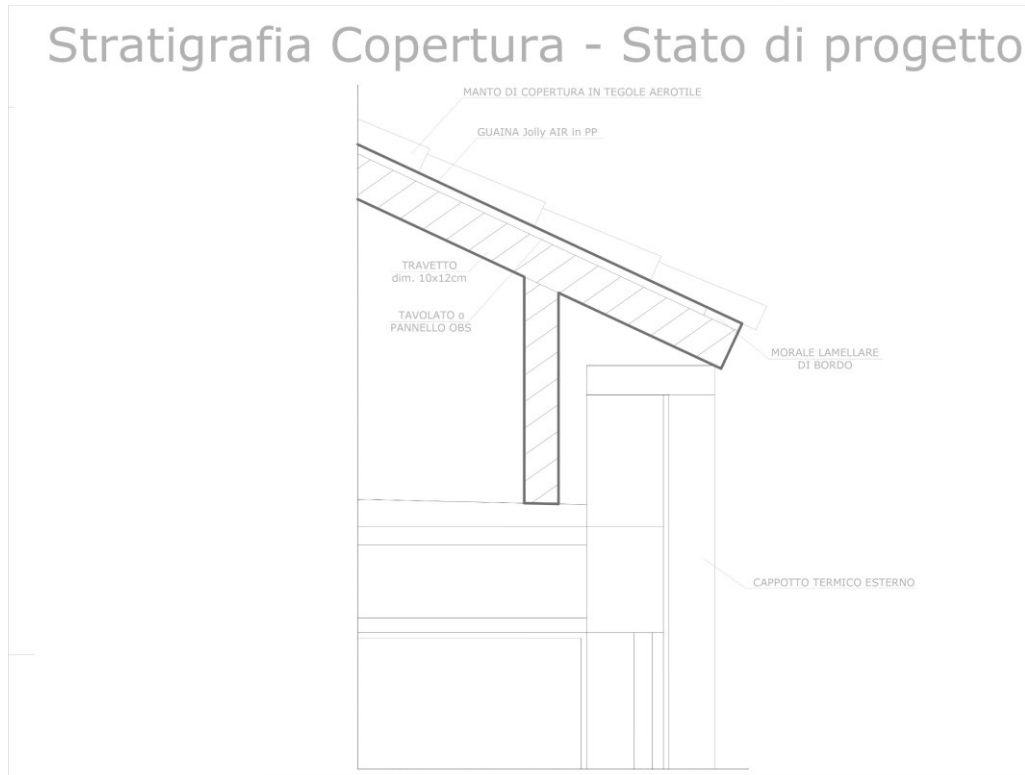 Stratigrafia Copertura - Stato di progetto
MANTO DI COPERTURA IN TEGOLE AEROTILE
GUAINA Jolly AIR in PP
TRAVETTO
dim. 10x12cm
TAVOLATO o
PANNELLO OBS
MORALE LAMELLARE
DI BORDO
CAPPOTTO TERMICO ESTERNO